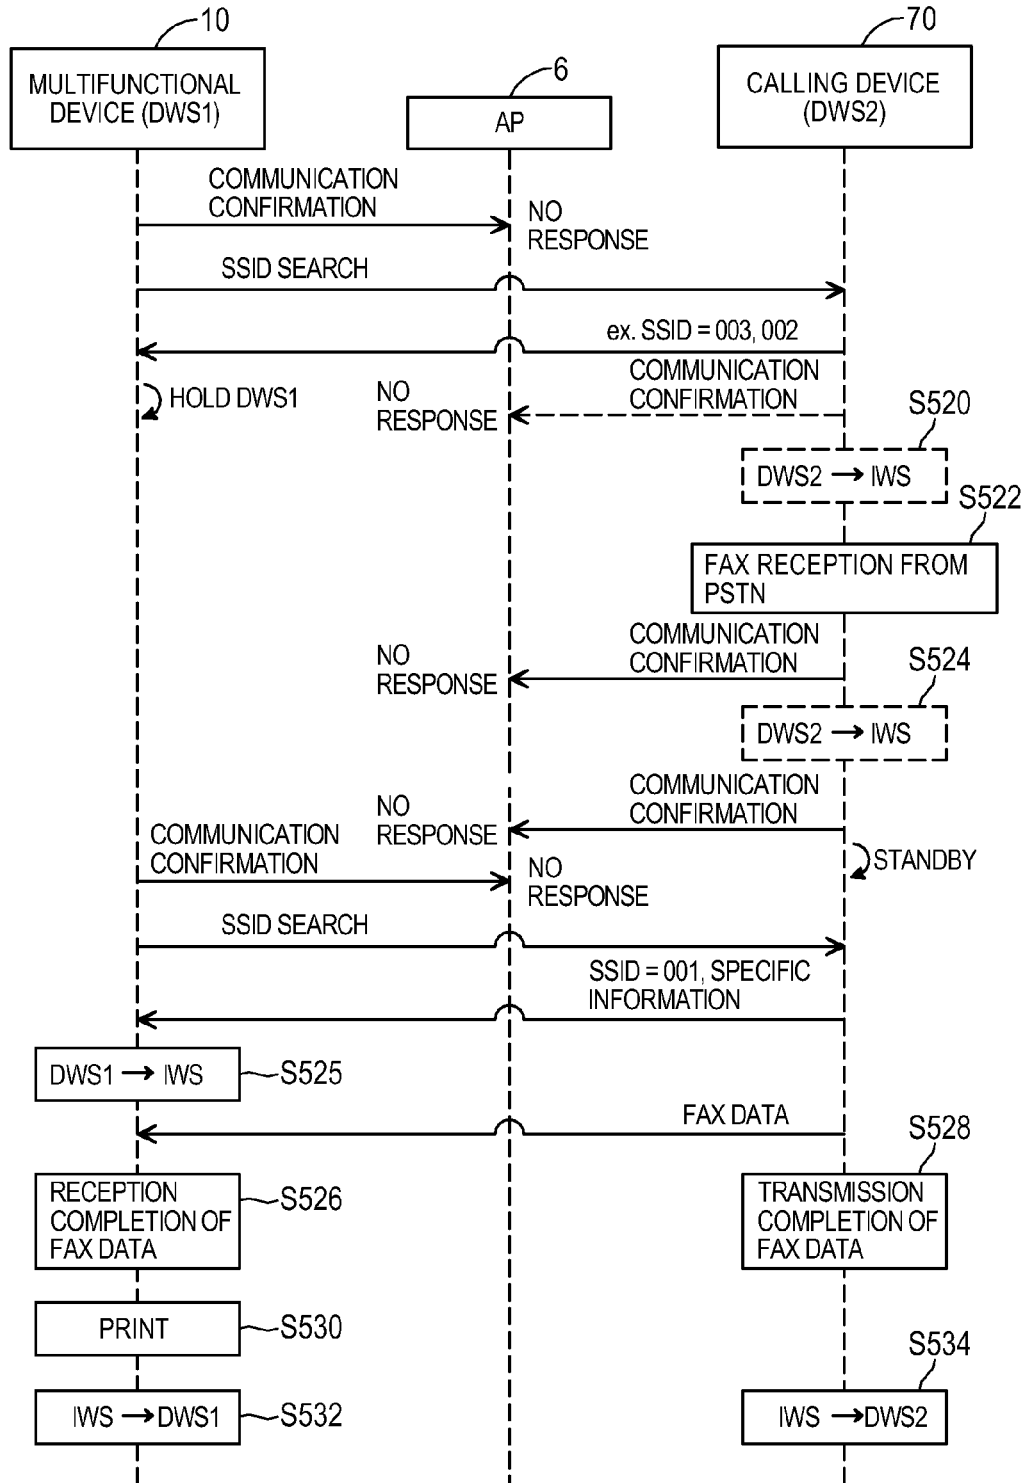 10
MULTIFUNCTIONAL
DEVICE (DWS1)
6
AP
70
CALLING DEVICE
(DWS2)
COMMUNICATION
CONFIRMATION
NO
RESPONSE
SSID SEARCH
ex. SSID = 003, 002
HOLD DWS1
NO
RESPONSE
COMMUNICATION
CONFIRMATION
S520
DWS2 → IWS
S522
FAX RECEPTION FROM
PSTN
COMMUNICATION
CONFIRMATION
NO
RESPONSE
S524
DWS2 → IWS
COMMUNICATION
CONFIRMATION
NO
RESPONSE
STANDBY
COMMUNICATION
CONFIRMATION
NO
RESPONSE
SSID SEARCH
SSID = 001, SPECIFIC
INFORMATION
DWS1 → IWS
S525
FAX DATA
RECEPTION
COMPLETION OF
FAX DATA
S526
S528
TRANSMISSION
COMPLETION OF
FAX DATA
PRINT
S530
IWS → DWS1
S532
S534
IWS → DWS2